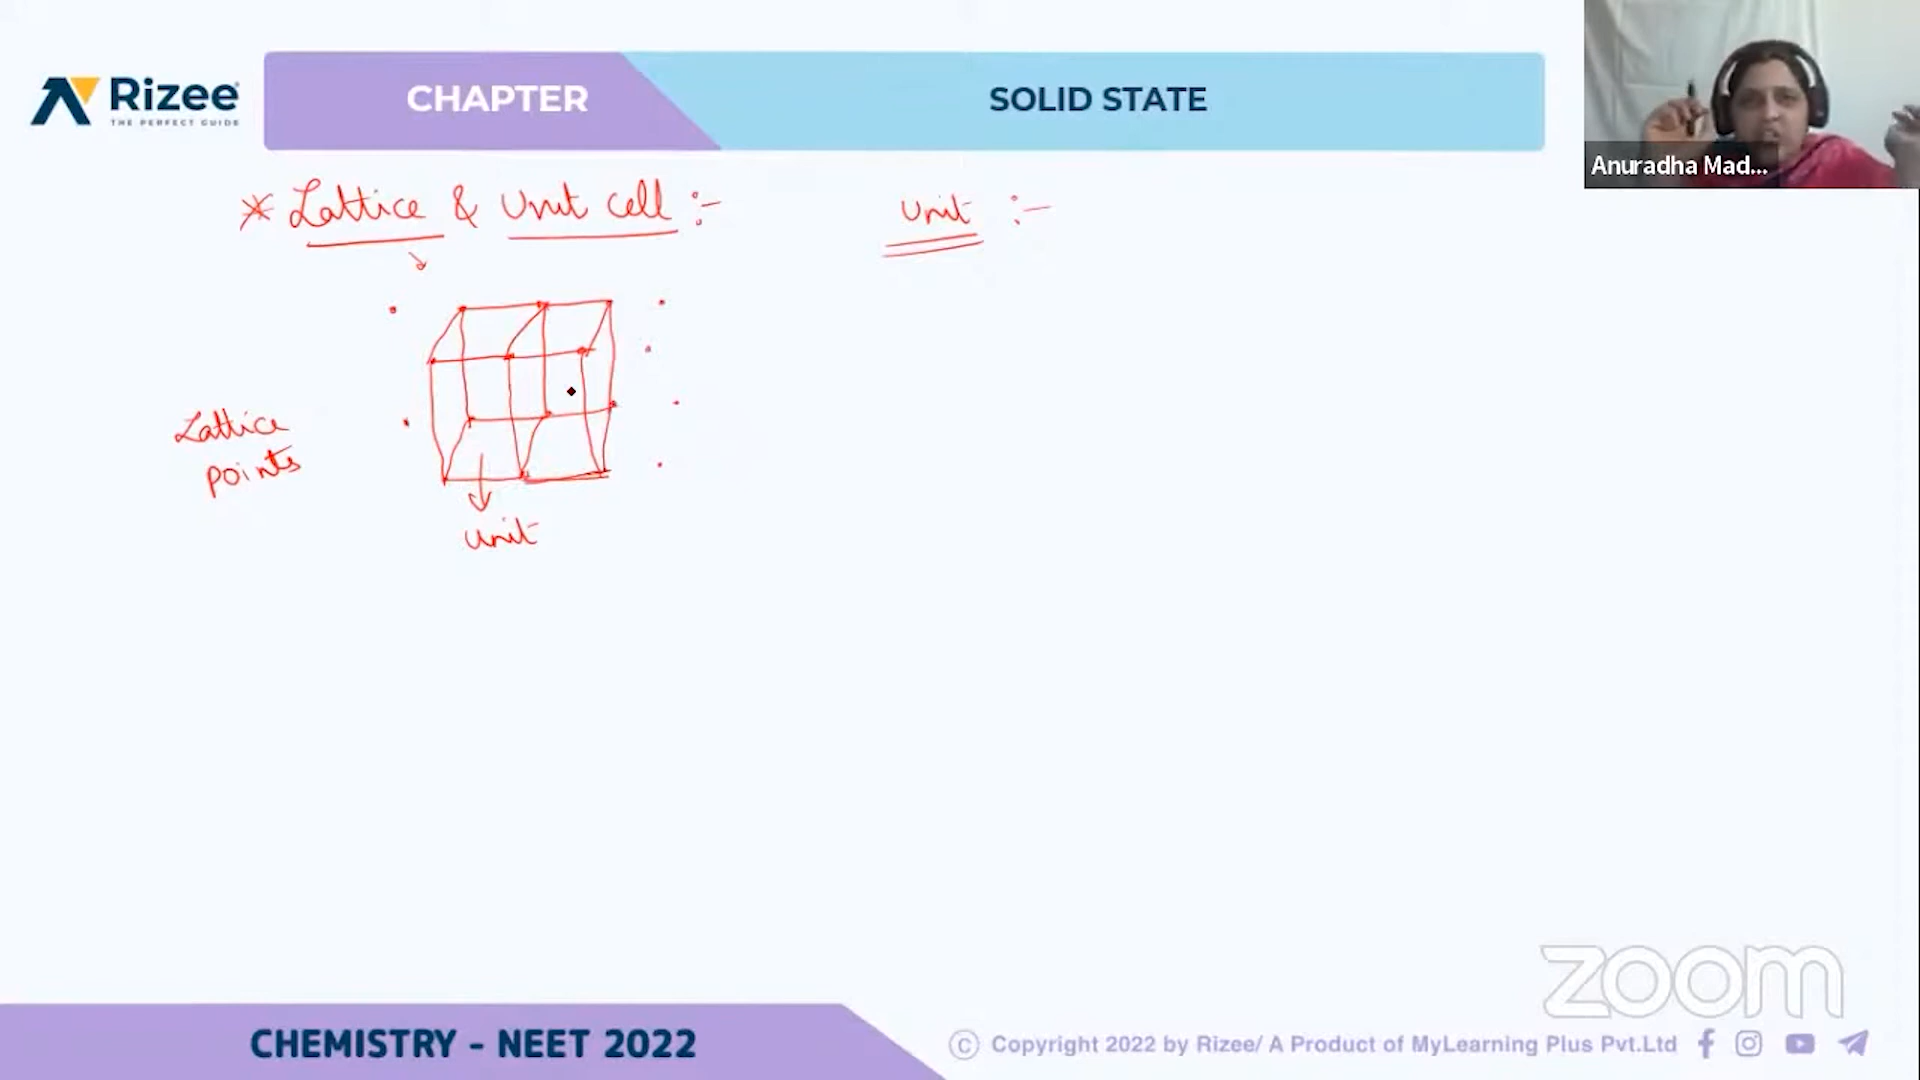 Rizee
THE PERFECT GUIDE
CHAPTER
SOLID STATE
Anuradha Mad...
* Lattice & Unit cell :-
Unit :-
Lattice
points
Unit
zoom
CHEMISTRY - NEET 2022
© Copyright 2022 by Rizee/ A Product of MyLearning Plus Pvt.Ltd